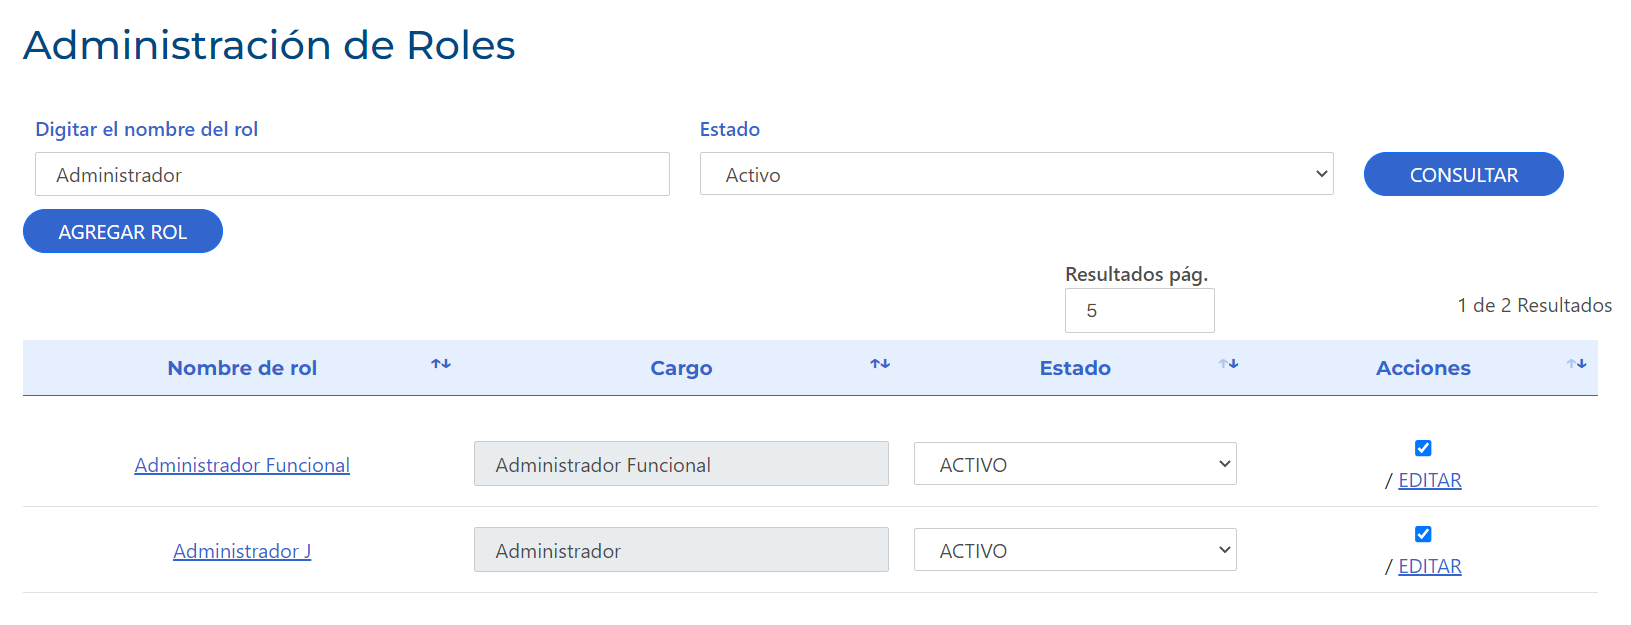 Administración de Roles
Digitar el nombre del rol
Estado
Administrador
Activo
CONSULTAR
AGREGAR ROL
Resultados pág.
5
1 de 2 Resultados
Nombre de rol
Cargo
Estado
Acciones
Administrador Funcional
Administrador Funcional
ACTIVO
/ EDITAR
Administrador J
Administrador
ACTIVO
/ EDITAR